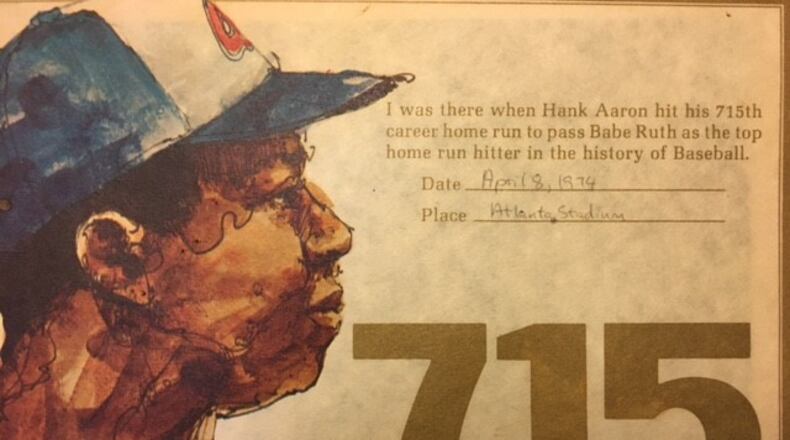 I was there when Hank Aaron hit his 715th
career home run to pass Babe Ruth as the top
home run hitter in the history of Baseball.
Date April 8, 1974
Place Atlanta Stadium
715